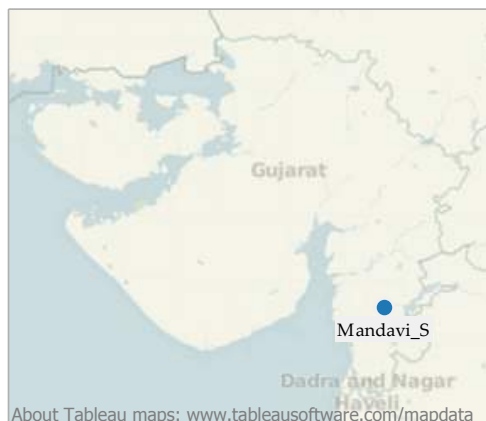 Gujarat
Mandavi_S
Dadra and Nagar
Haveli
About Tableau maps: www.tableausoftware.com/mapdata